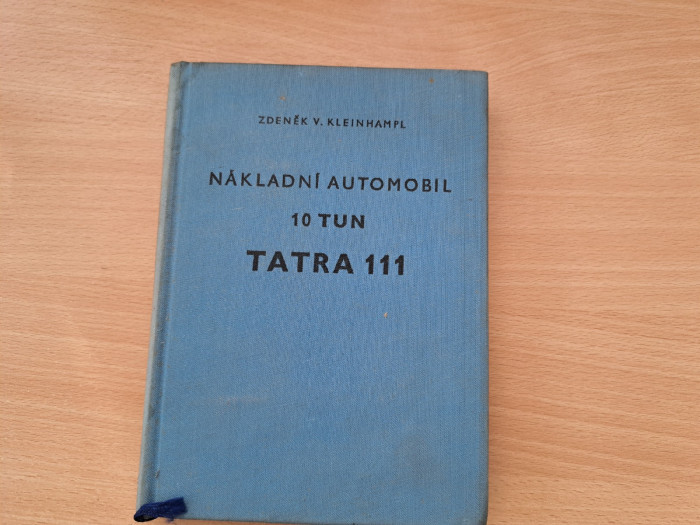 ZDENĚK V. KLEINHAMPL
NÁKLADNÍ AUTOMOBIL
10 TUN
TATRA 111